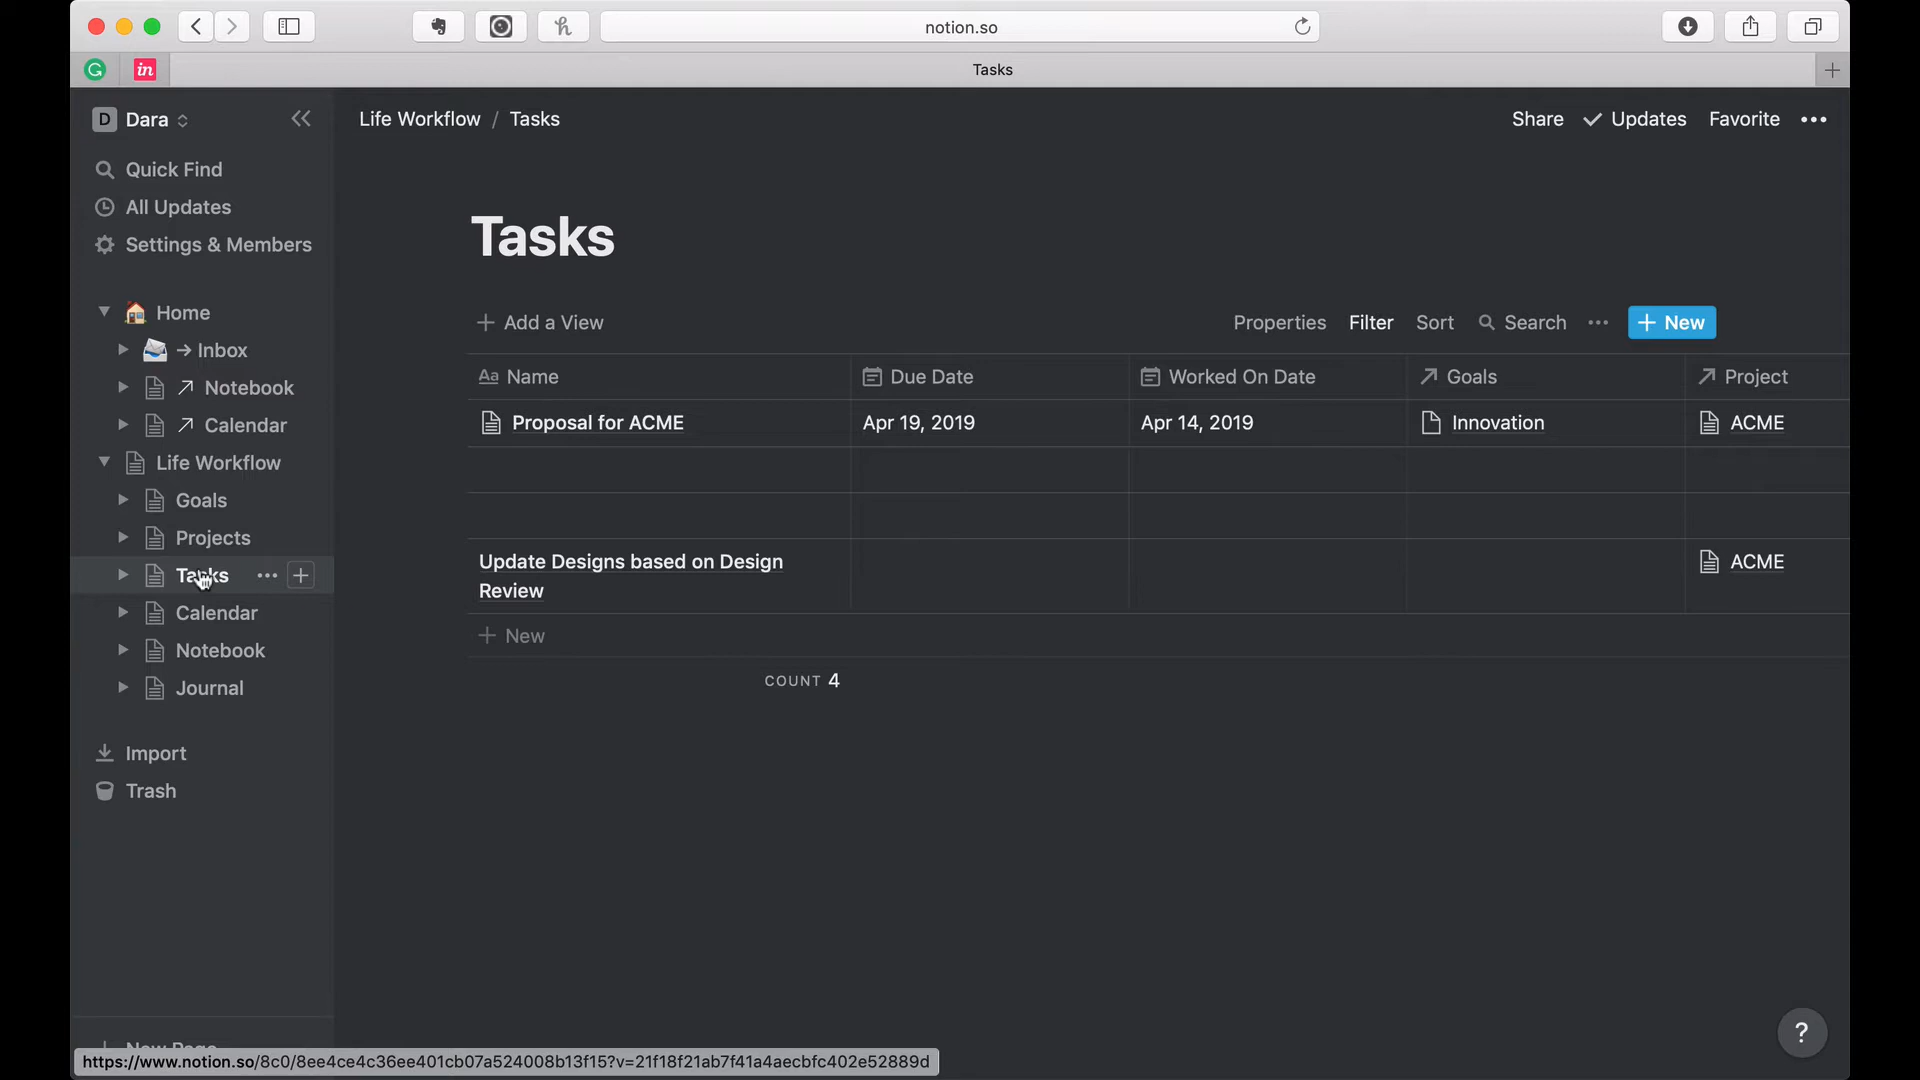 notion.so
Tasks
D Dara
Life Workflow / Tasks
Share Updates Favorite
Quick Find
All Updates
Settings & Members
Home
→ Inbox
↗ Notebook
↗ Calendar
Life Workflow
Goals
Projects
Tasks
Calendar
Notebook
Journal
Import
Trash
New Page
Tasks
+ Add a View
Properties Filter Sort Search ... + New
Aa Name Due Date Worked On Date ↗ Goals ↗ Project
Proposal for ACME Apr 19, 2019 Apr 14, 2019 Innovation ACME
Update Designs based on Design
Review
ACME
+ New
COUNT 4
?
https://www.notion.so/8c0/8ee4ce4c36ee401cb07a524008b13f15?v=21f18f21ab7f41a4aecbfc402e52889d